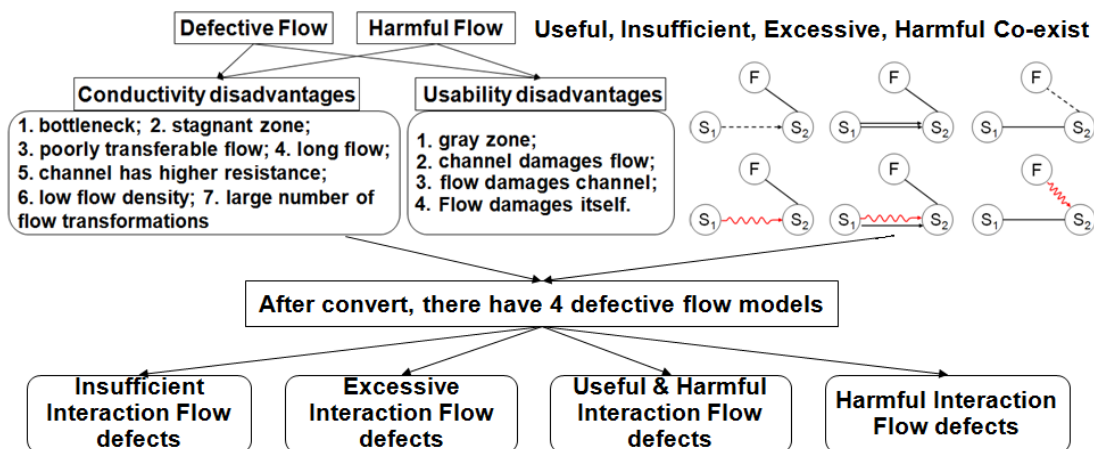 Defective Flow
Harmful Flow
Useful, Insufficient, Excessive, Harmful Co-exist
Conductivity disadvantages
1. bottleneck; 2. stagnant zone;
3. poorly transferable flow; 4. long flow;
5. channel has higher resistance;
6. low flow density; 7. large number of
flow transformations
Usability disadvantages
1. gray zone;
2. channel damages flow;
3. flow damages channel;
4. Flow damages itself.
F
S1
S2
F
S1
S2
F
S1
S2
F
S1
S2
F
S1
S2
F
S1
S2
After convert, there have 4 defective flow models
Insufficient
Interaction Flow
defects
Excessive
Interaction Flow
defects
Useful & Harmful
Interaction Flow
defects
Harmful Interaction
Flow defects